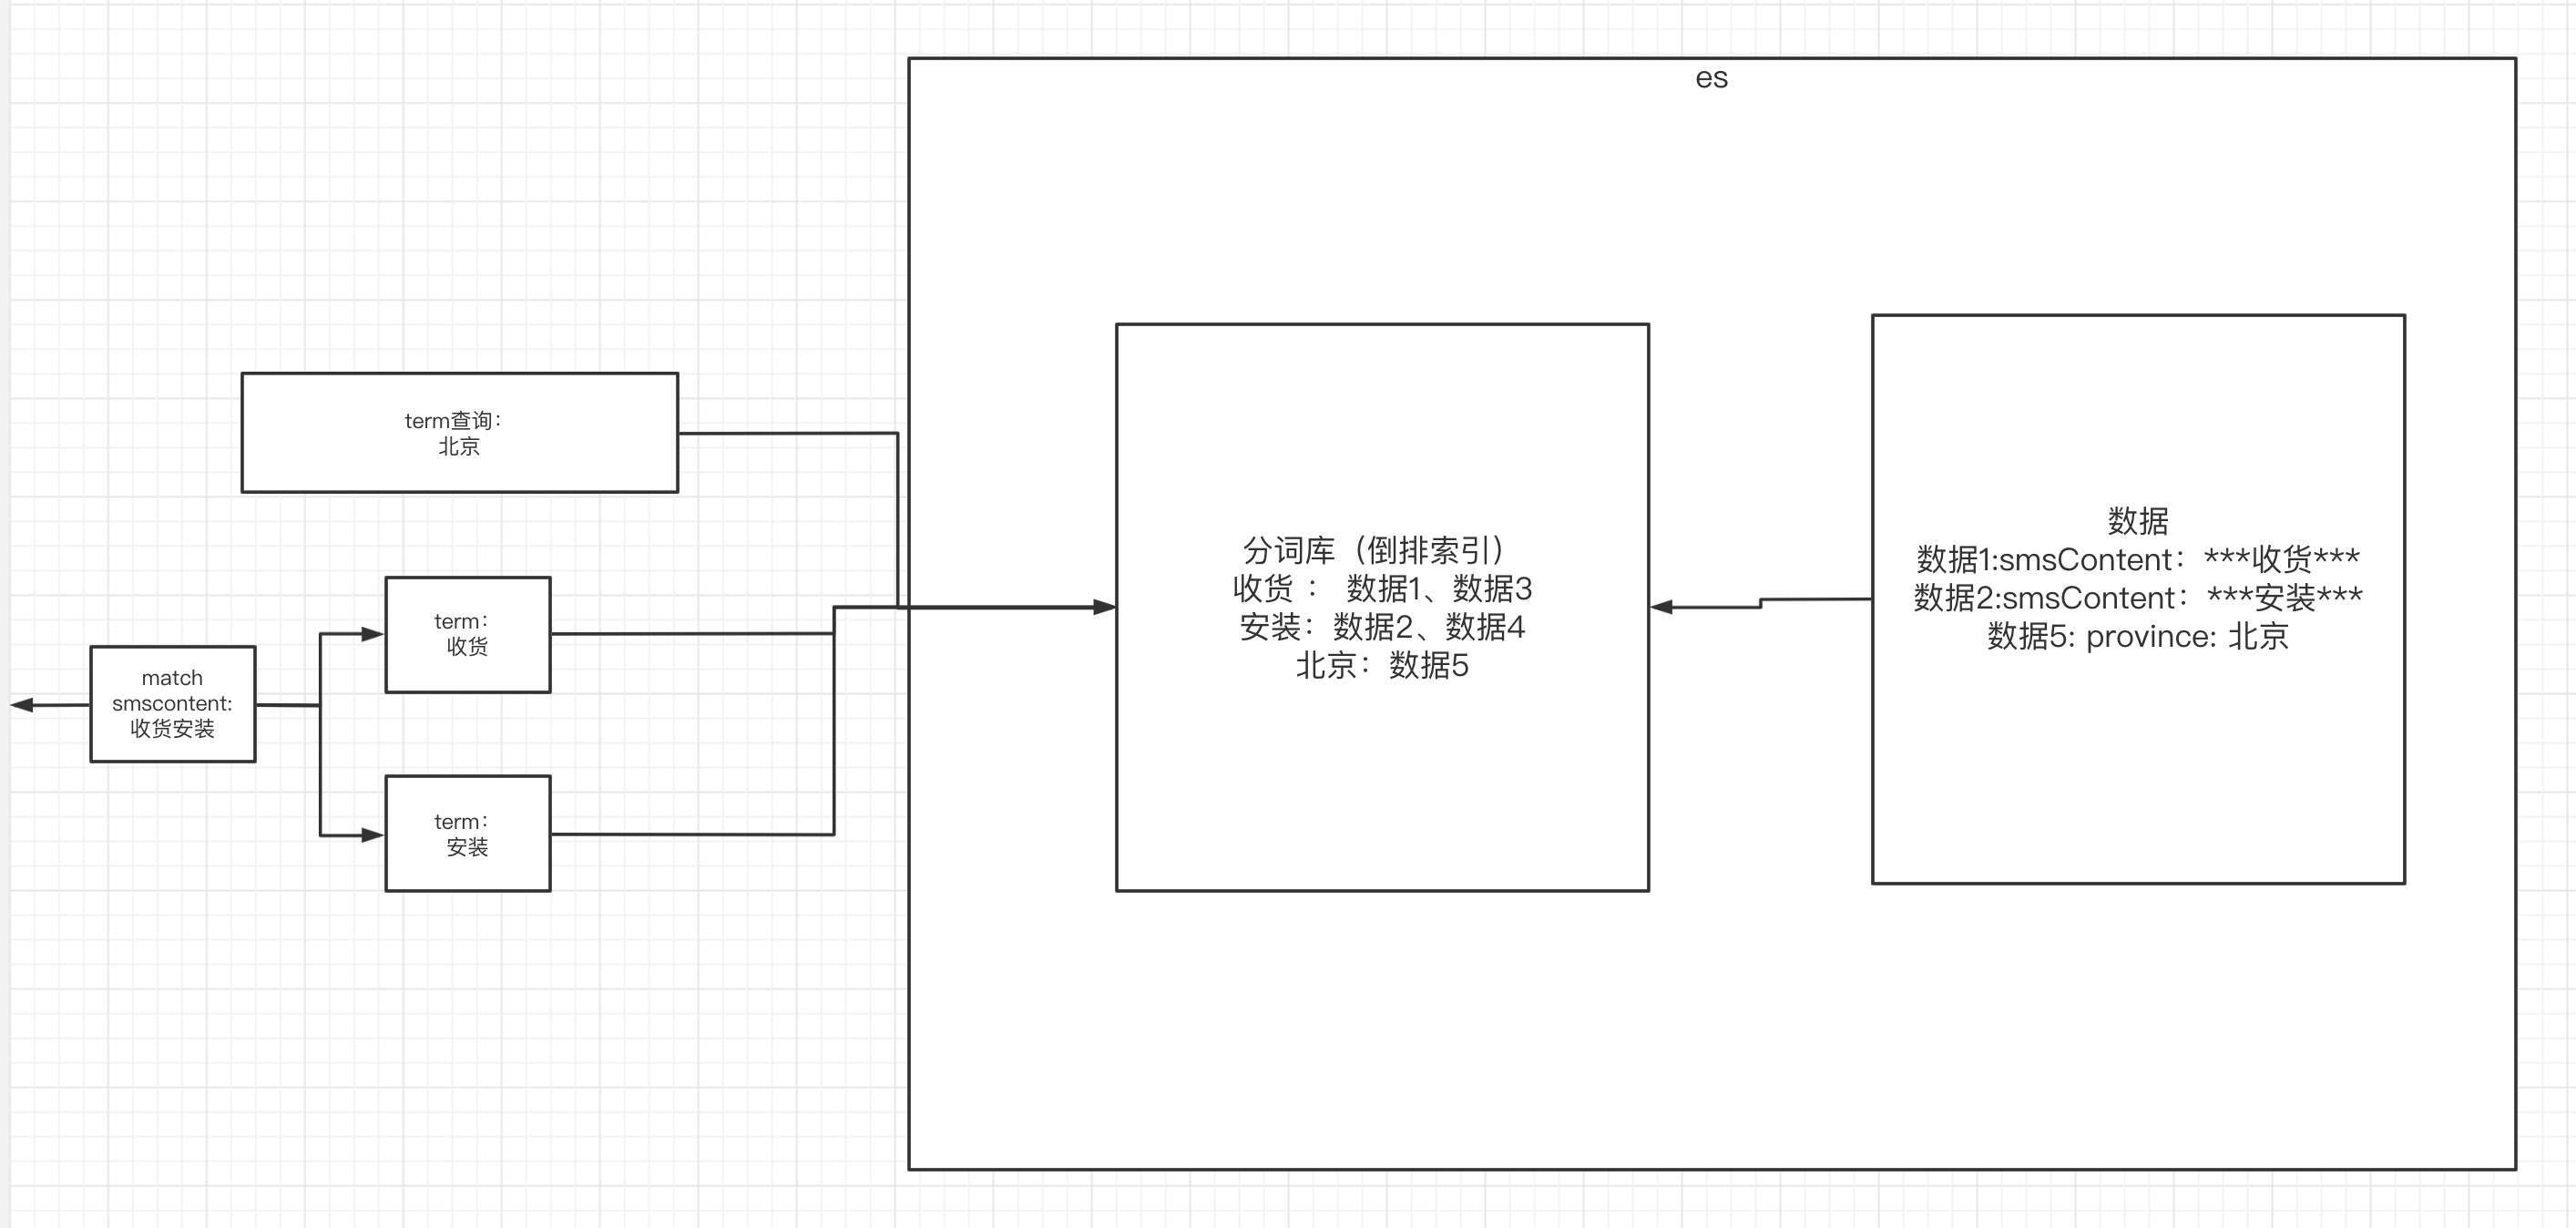 es
term查询：
北京
match
smscontent:
收货安装
term：
收货
term：
安装
分词库（倒排索引）
收货 ： 数据1、数据3
安装：数据2、数据4
北京：数据5
数据
数据1:smsContent：***收货***
数据2:smsContent：***安装***
数据5: province: 北京